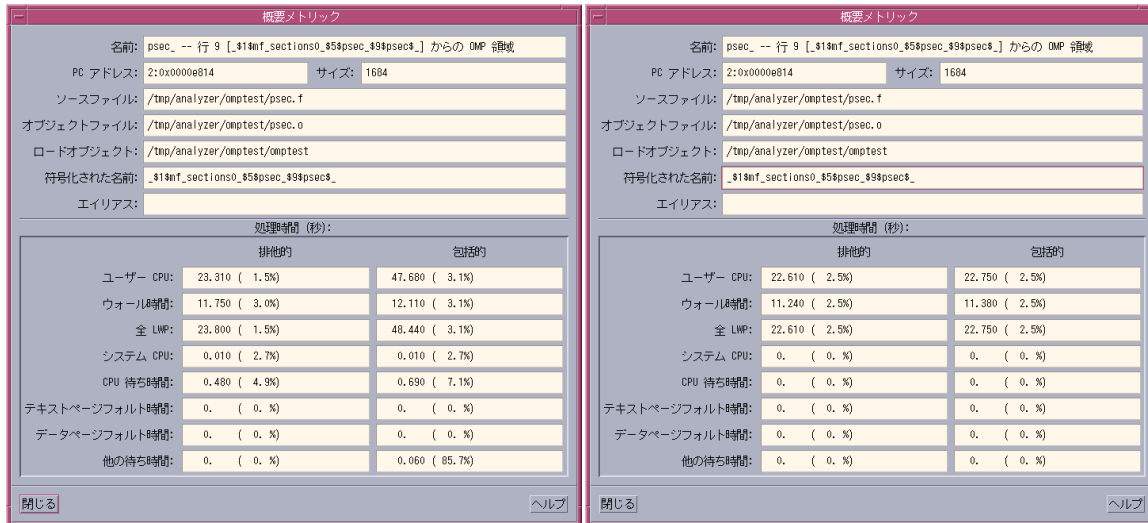 概要メトリック
名前: psec_ -- 行 9 [_$1$mf_sections0_$5$psec_$9$psec$_] からの OMP 領域
PC アドレス: 2:0x0000e814 サイズ: 1684
ソースファイル: /tmp/analyzer/omptest/psec.f
オブジェクトファイル: /tmp/analyzer/omptest/psec.o
ロードオブジェクト: /tmp/analyzer/omptest/omptest
符号化された名前: _$1$mf_sections0_$5$psec_$9$psec$_
エイリアス:
処理時間 (秒):
排他的 包括的
ユーザー CPU: 23.310 ( 1.5%) 47.680 ( 3.1%)
ウォール時間: 11.750 ( 3.0%) 12.110 ( 3.1%)
全 LWP: 23.800 ( 1.5%) 48.440 ( 3.1%)
システム CPU: 0.010 ( 2.7%) 0.010 ( 2.7%)
CPU 待ち時間: 0.480 ( 4.9%) 0.690 ( 7.1%)
テキストページフォルト時間: 0. ( 0. %) 0. ( 0. %)
データページフォルト時間: 0. ( 0. %) 0. ( 0. %)
他の待ち時間: 0. ( 0. %) 0.060 ( 85.7%)
閉じる ヘルプ
概要メトリック
名前: psec_ -- 行 9 [_$1$mf_sections0_$5$psec_$9$psec$_] からの OMP 領域
PC アドレス: 2:0x0000e814 サイズ: 1684
ソースファイル: /tmp/analyzer/omptest/psec.f
オブジェクトファイル: /tmp/analyzer/omptest/psec.o
ロードオブジェクト: /tmp/analyzer/omptest/omptest
符号化された名前: _$1$mf_sections0_$5$psec_$9$psec$_
エイリアス:
処理時間 (秒):
排他的 包括的
ユーザー CPU: 22.610 ( 2.5%) 22.750 ( 2.5%)
ウォール時間: 11.240 ( 2.5%) 11.380 ( 2.5%)
全 LWP: 22.610 ( 2.5%) 22.750 ( 2.5%)
システム CPU: 0. ( 0. %) 0. ( 0. %)
CPU 待ち時間: 0. ( 0. %) 0. ( 0. %)
テキストページフォルト時間: 0. ( 0. %) 0. ( 0. %)
データページフォルト時間: 0. ( 0. %) 0. ( 0. %)
他の待ち時間: 0. ( 0. %) 0. ( 0. %)
閉じる ヘルプ